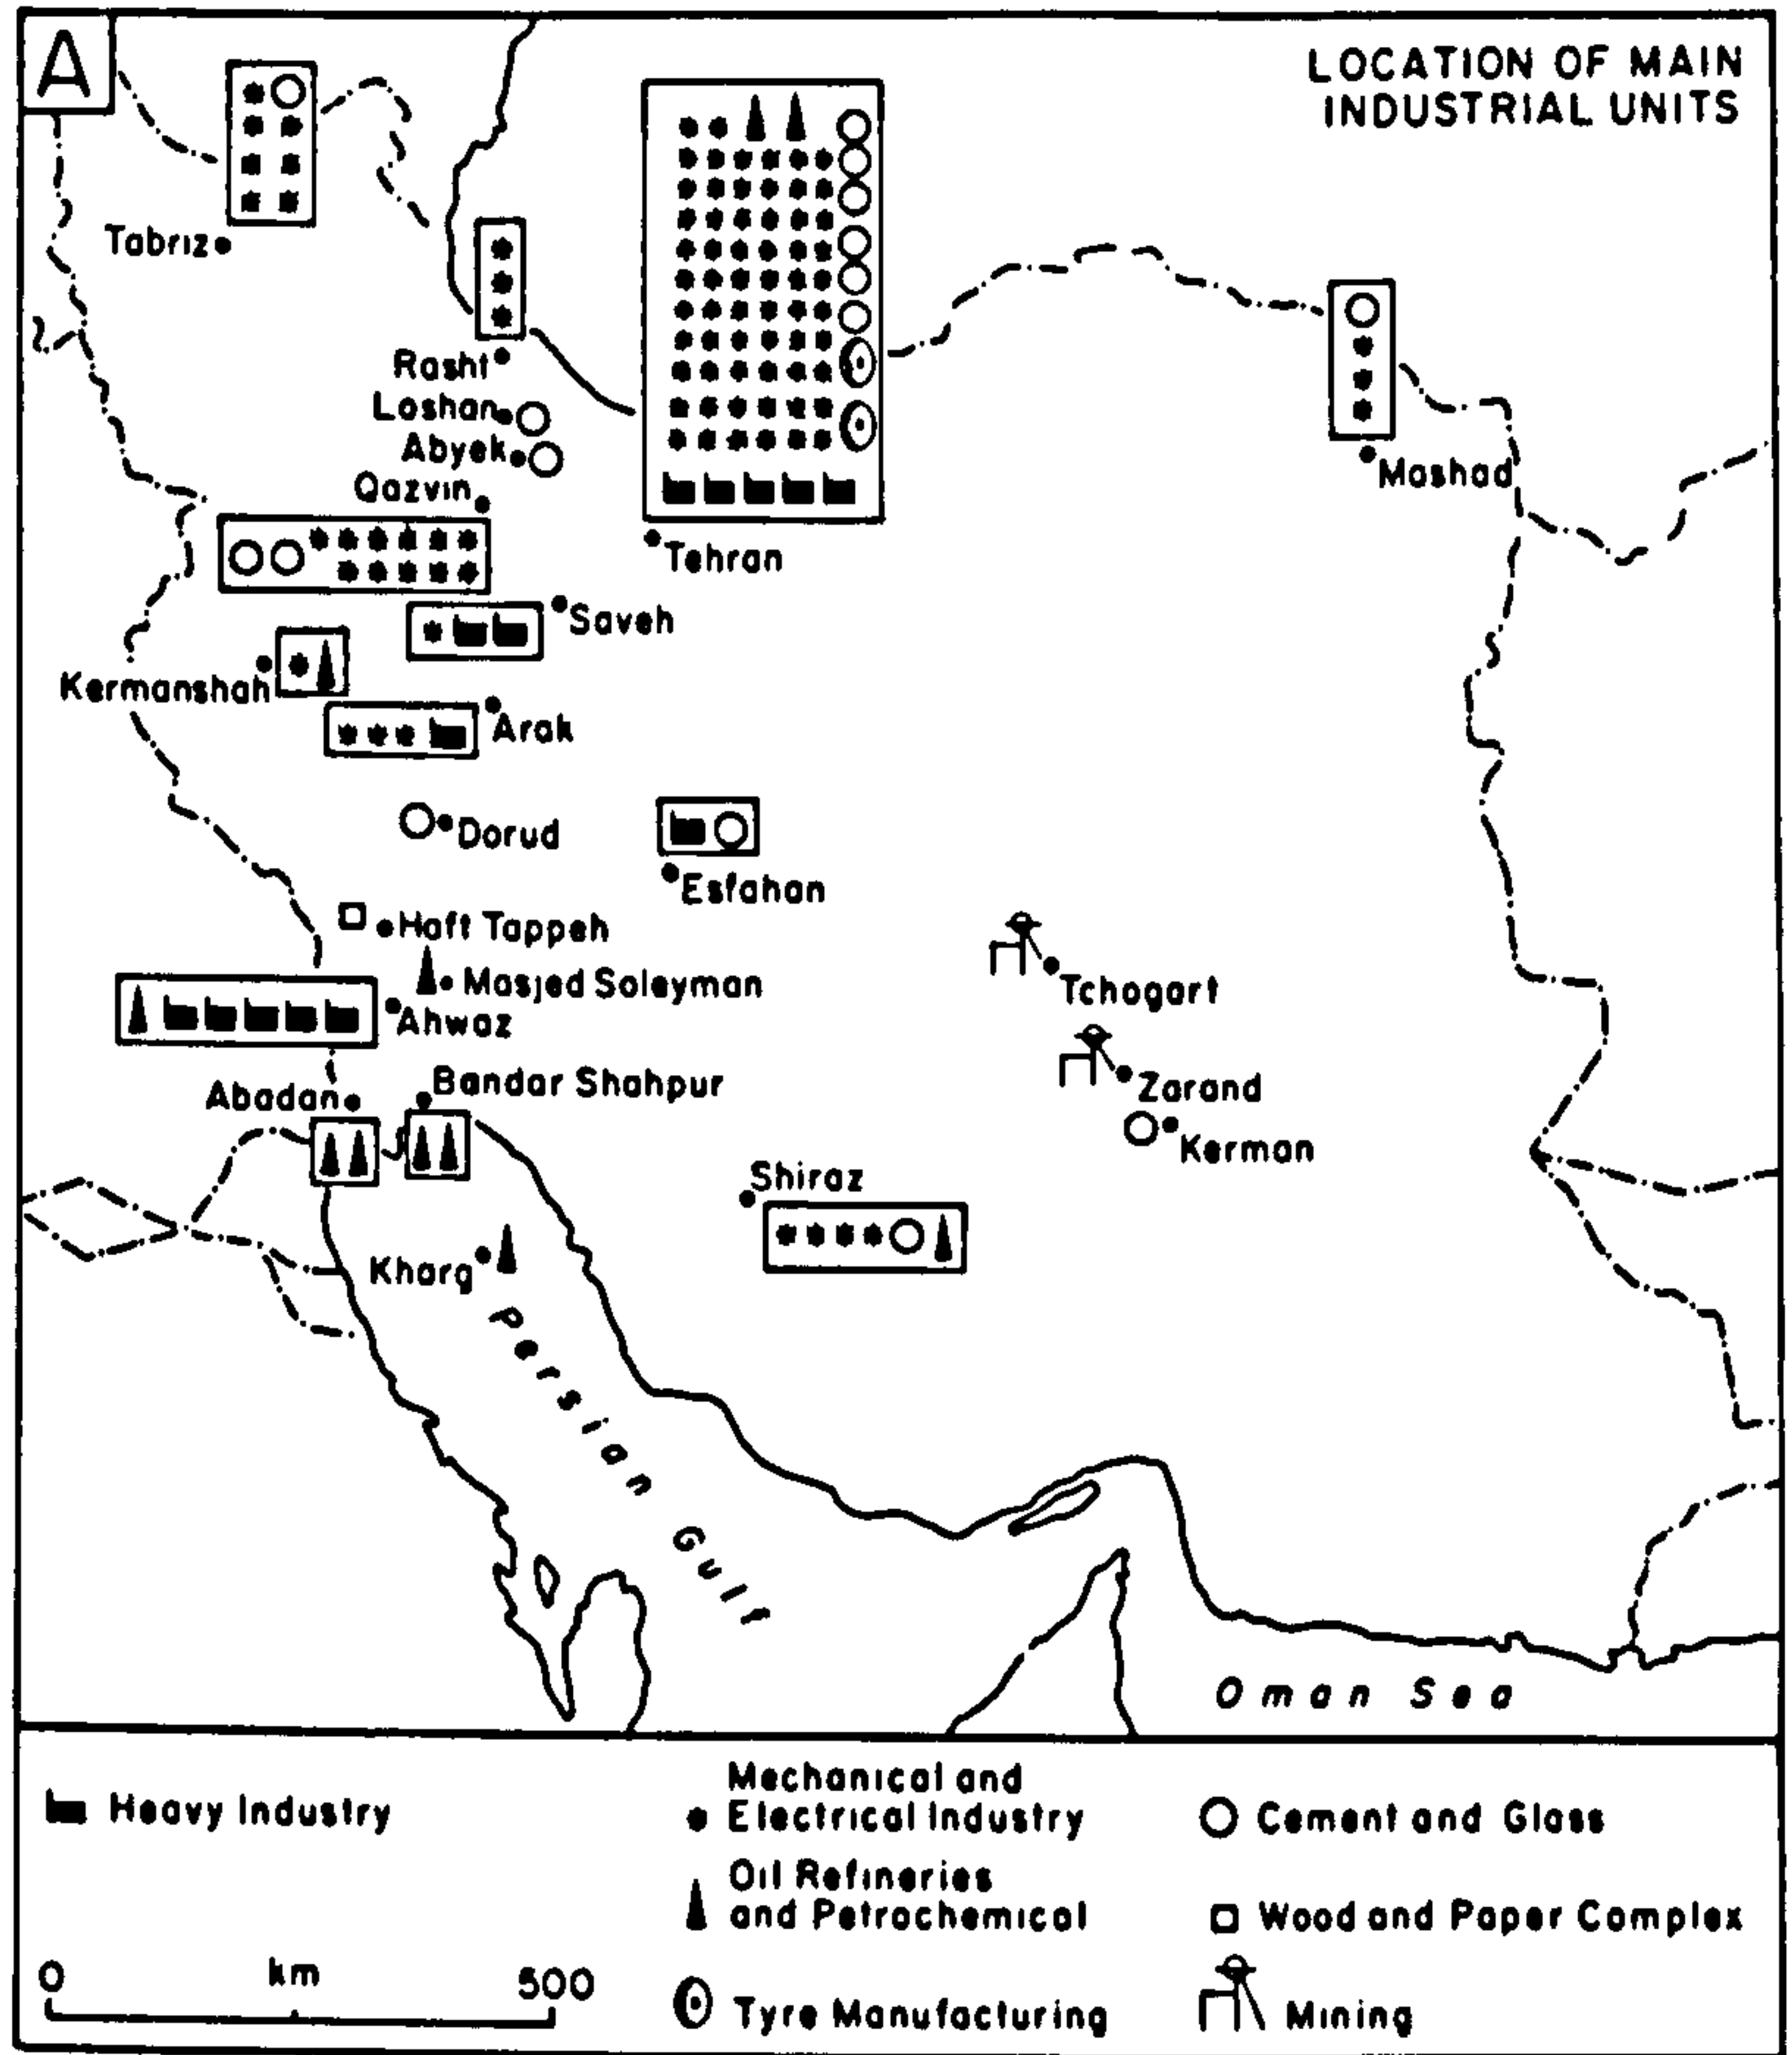 A
LOCATION OF MAIN
INDUSTRIAL UNITS
Tabriz
Rasht
Loshan
Abyek
Qazvin
Tehran
Mashad
Saveh
Kermanshah
Arak
Dorud
Esfahan
Haft Tappeh
Masjed Soleyman
Ahwaz
Tchogart
Zarand
Kerman
Abadan
Bandar Shahpur
Shiraz
Kharg
Persian Gulf
Oman Sea
Heavy Industry
Mechanical and
Electrical Industry
Cement and Glass
Oil Refineries
and Petrochemical
Wood and Paper Complex
0 km 500
Tyre Manufacturing
Mining